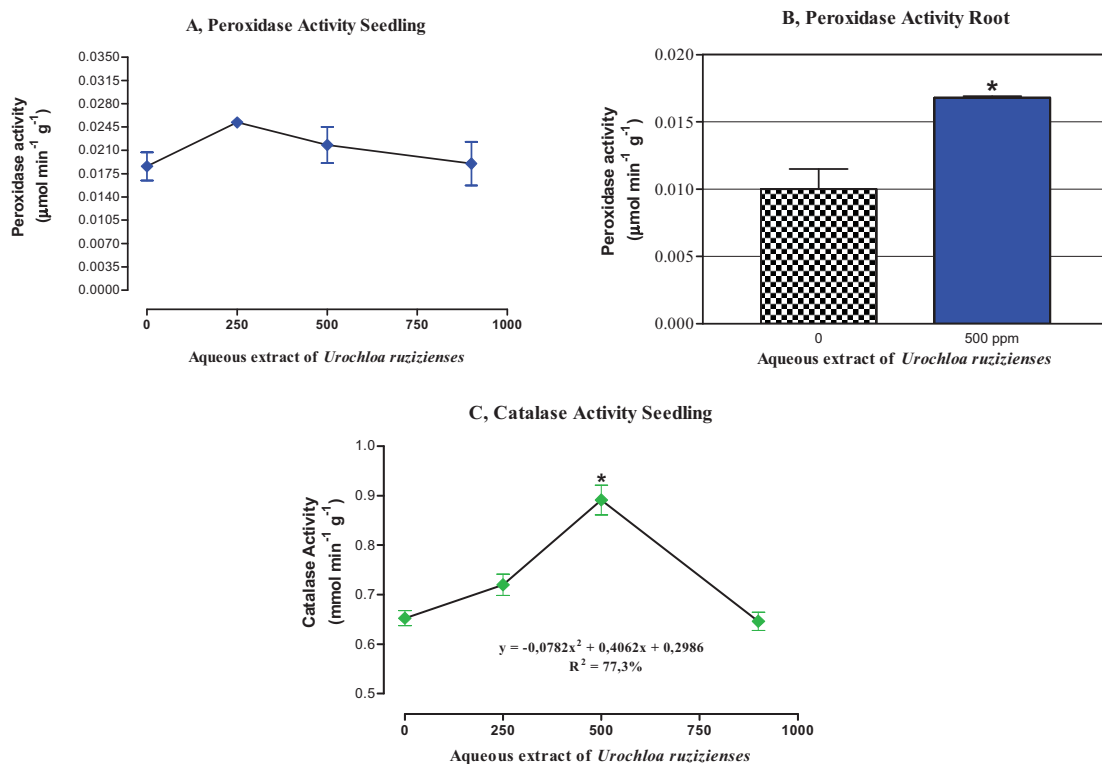 A, Peroxidase Activity Seedling
Peroxidase activity
(µmol min⁻¹ g⁻¹)
0.0350
0.0315
0.0280
0.0245
0.0210
0.0175
0.0140
0.0105
0.0070
0.0035
0.0000
0 250 500 750 1000
Aqueous extract of Urochloa ruzizienses
B, Peroxidase Activity Root
Peroxidase activity
(µmol min⁻¹ g⁻¹)
0.020
0.015
0.010
0.005
0.000
*
0 500 ppm
Aqueous extract of Urochloa ruzizienses
C, Catalase Activity Seedling
Catalase Activity
(mmol min⁻¹ g⁻¹)
1.0
0.9
0.8
0.7
0.6
0.5
*
y = -0,0782x² + 0,4062x + 0,2986
R² = 77,3%
0 250 500 750 1000
Aqueous extract of Urochloa ruzizienses